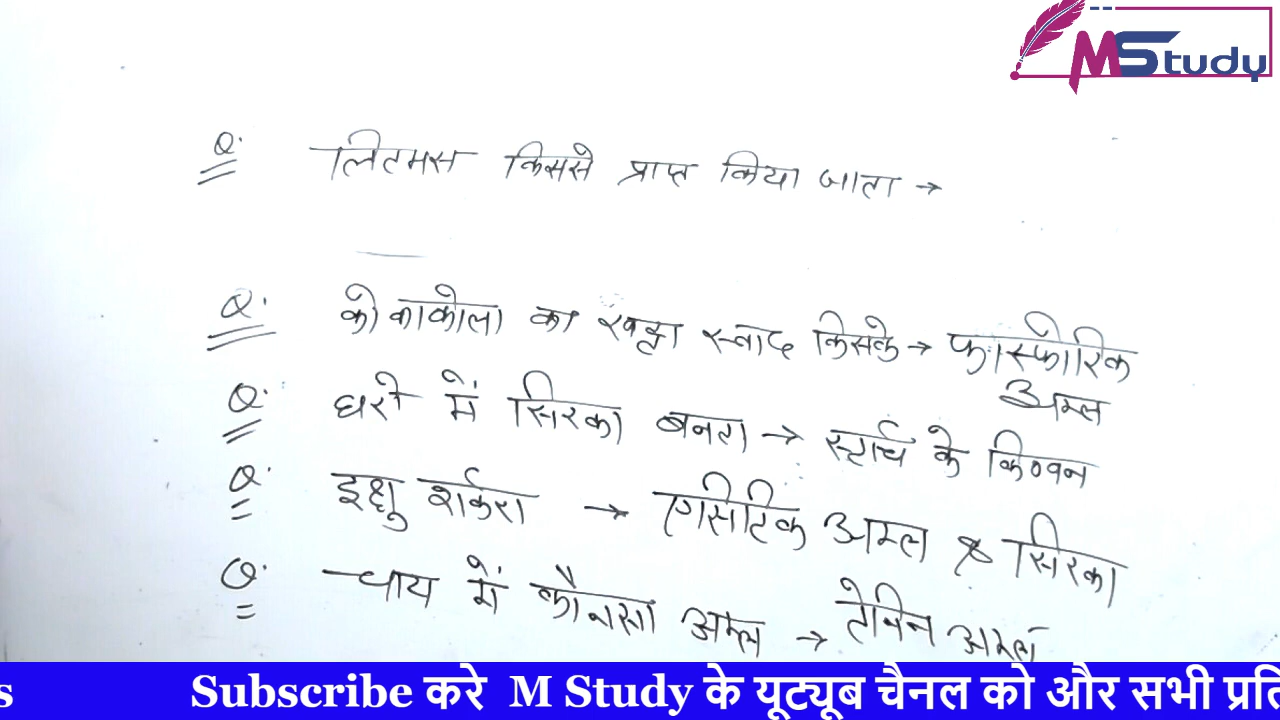 MStudy
Q. लिटमस किससे प्राप्त किया जाता →
Q. कोकाकोला का खट्टा स्वाद किसके → फास्फोरिक
अम्ल
Q. घरो में सिरका बनता → स्टार्च के किण्वन
Q. इक्षु शर्करा → एसिटिक अम्ल & सिरका
Q. चाय में कौनसा अम्ल → टेनिन अम्ल
s Subscribe करे M Study के यूट्यूब चैनल को और सभी प्रति